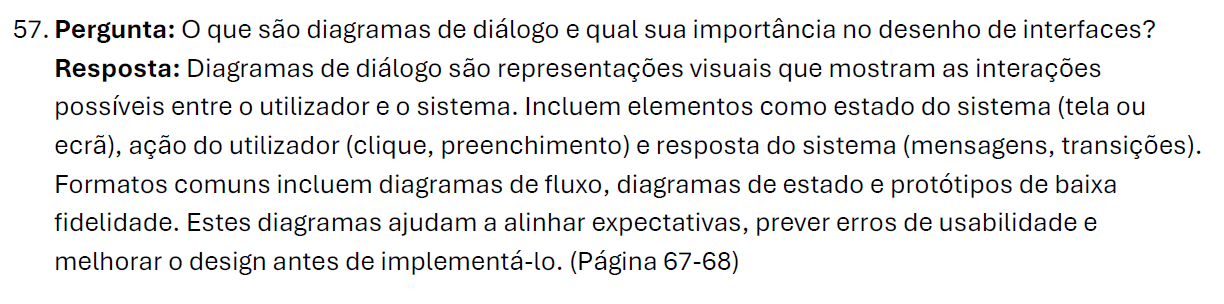 57. Pergunta: O que são diagramas de diálogo e qual sua importância no desenho de interfaces?
Resposta: Diagramas de diálogo são representações visuais que mostram as interações
possíveis entre o utilizador e o sistema. Incluem elementos como estado do sistema (tela ou
ecrã), ação do utilizador (clique, preenchimento) e resposta do sistema (mensagens, transições).
Formatos comuns incluem diagramas de fluxo, diagramas de estado e protótipos de baixa
fidelidade. Estes diagramas ajudam a alinhar expectativas, prever erros de usabilidade e
melhorar o design antes de implementá-lo. (Página 67-68)